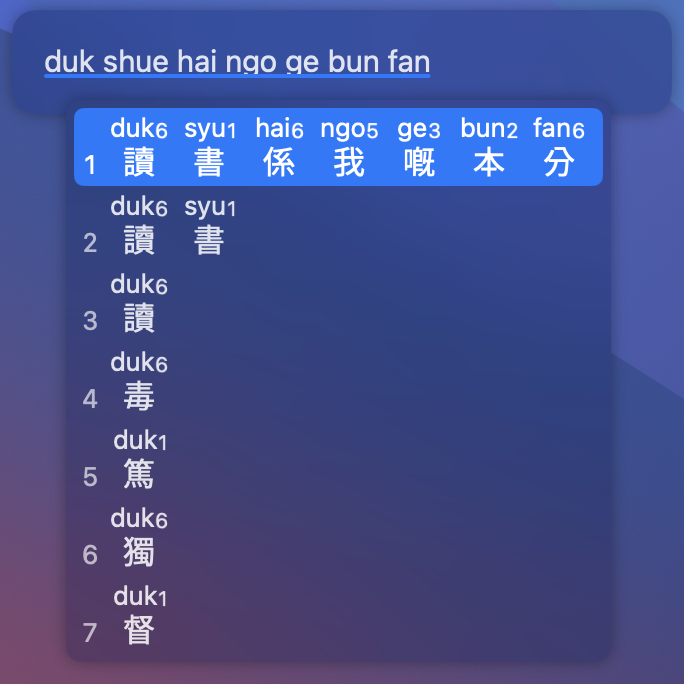 duk shue hai ngo ge bun fan
duk6 syu1 hai6 ngo5 ge3 bun2 fan6
1 讀 書 係 我 嘅 本 分
duk6 syu1
2 讀 書
duk6
3 讀
duk6
4 毒
duk1
5 篤
duk6
6 獨
duk1
7 督